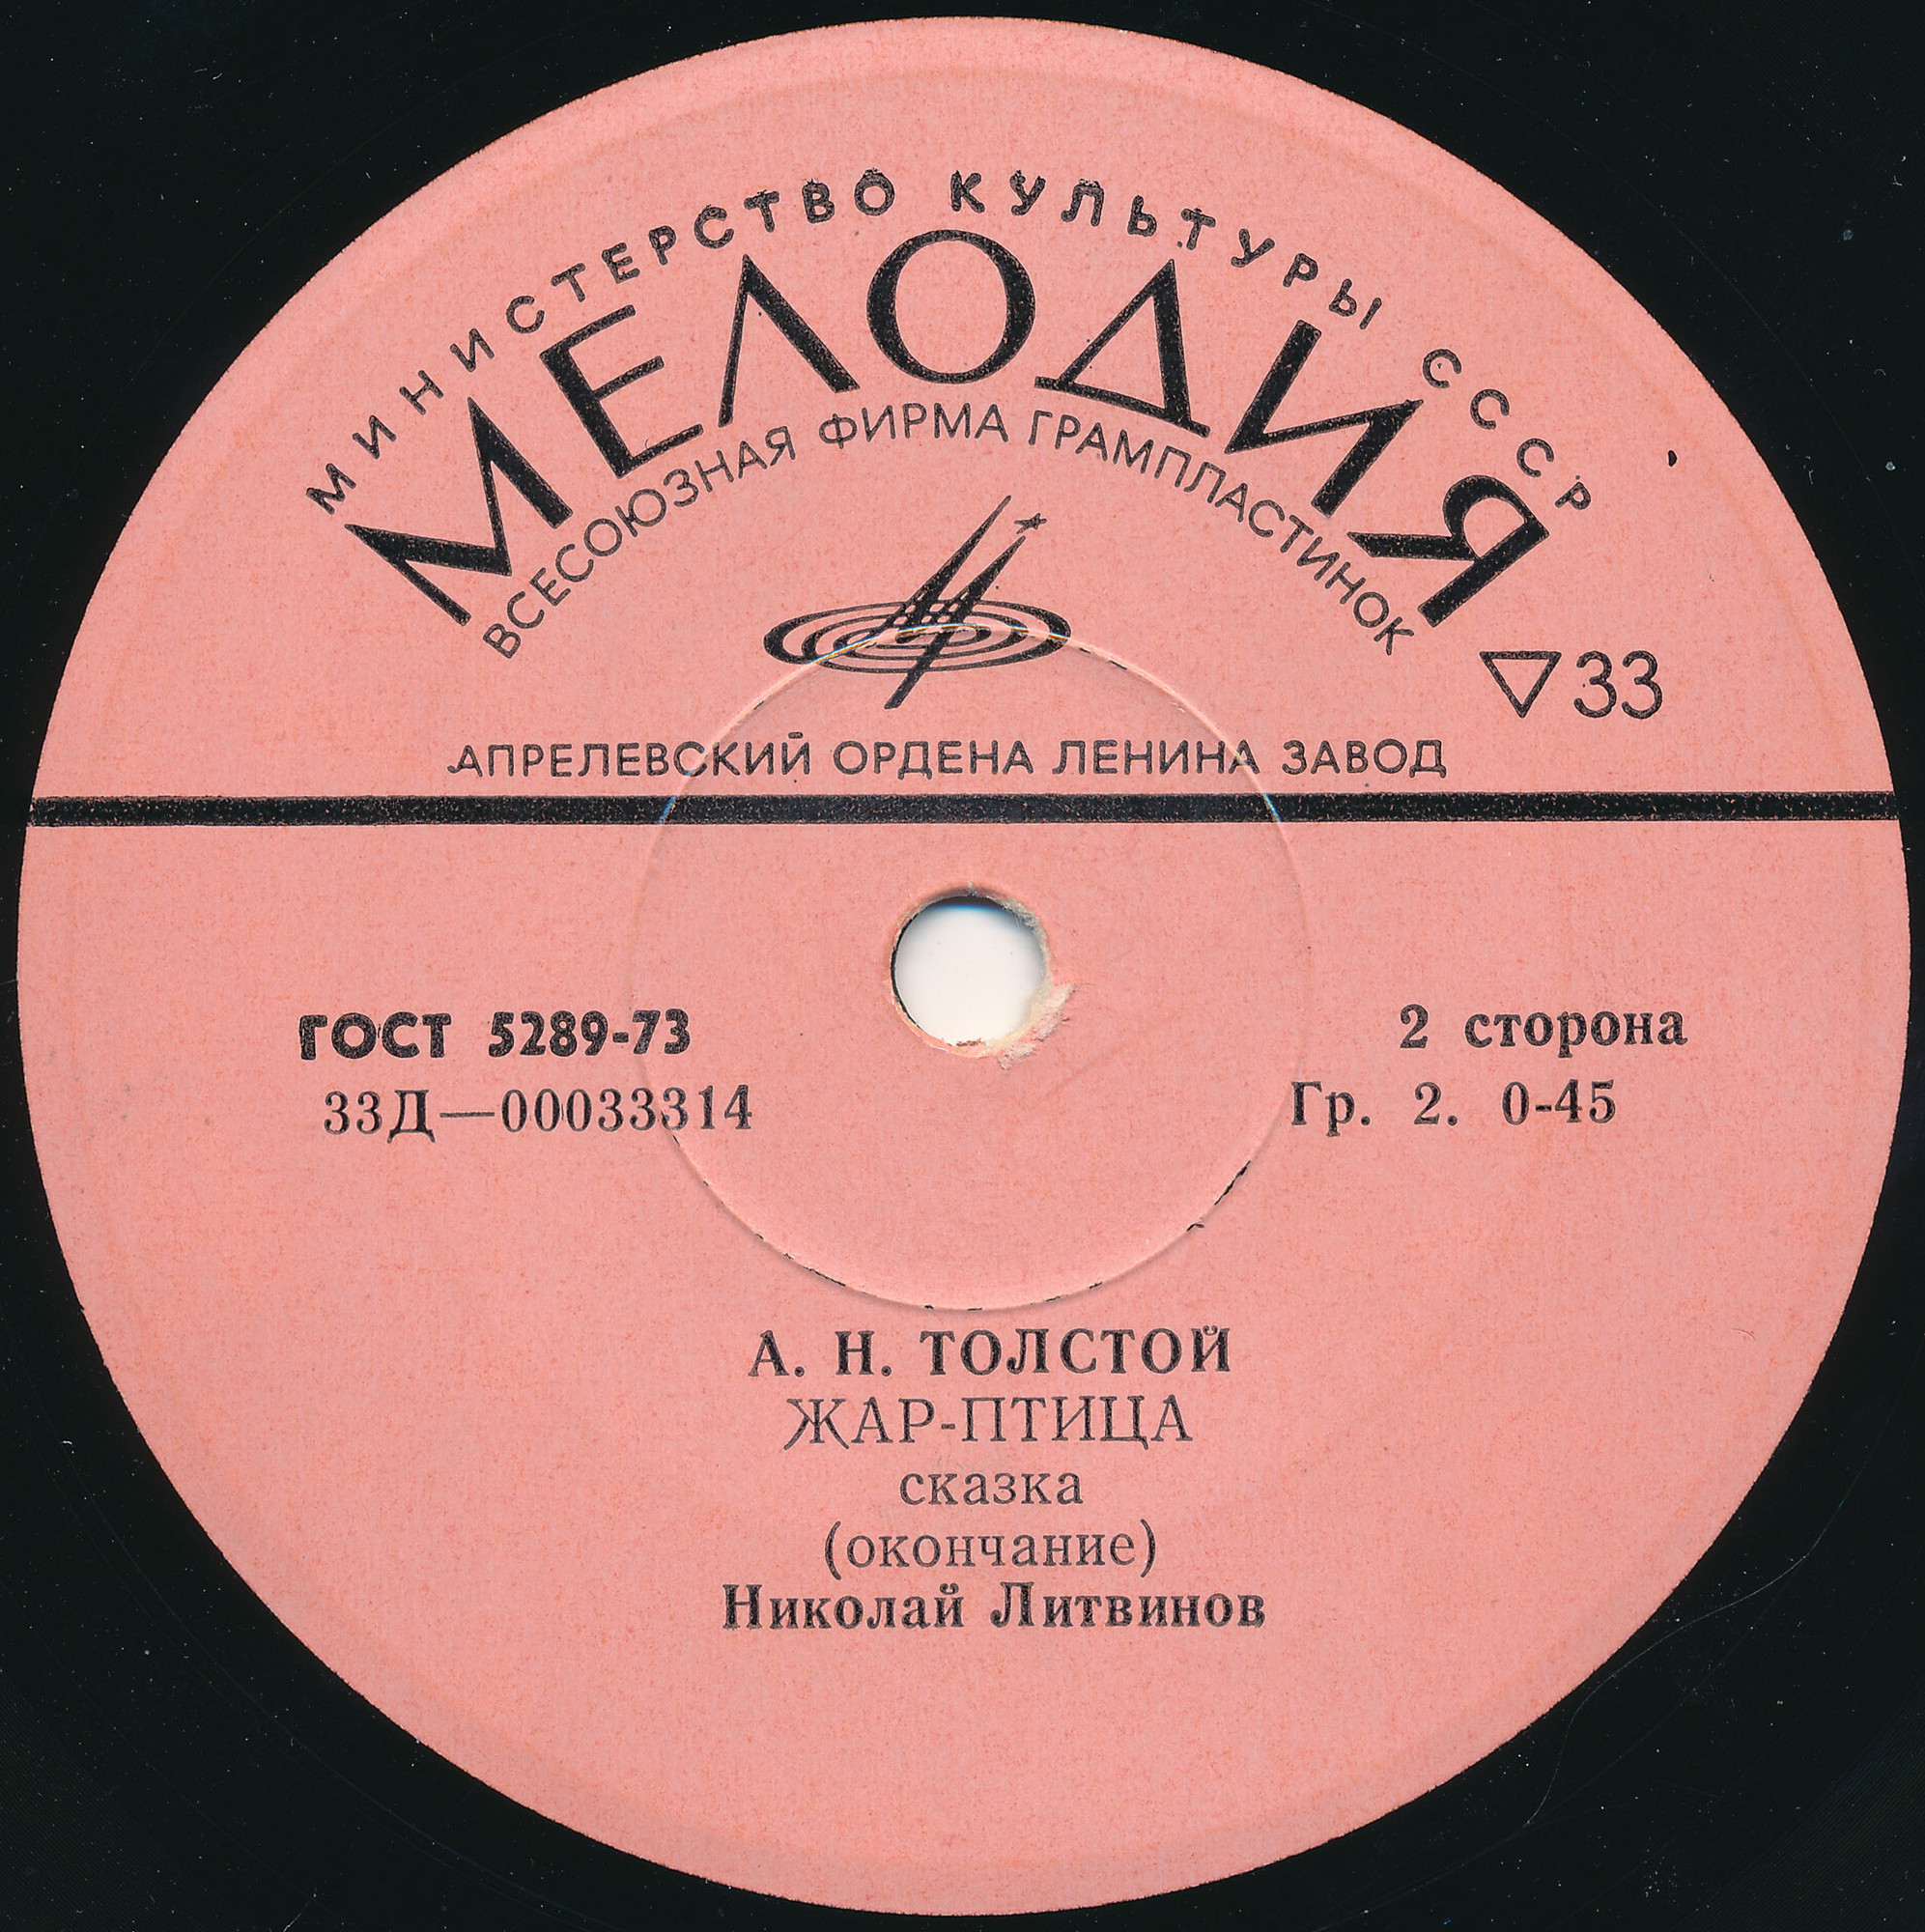 МИНИСТЕРСТВО КУЛЬТУРЫ СССР
МЕЛОДИЯ
ВСЕСОЮЗНАЯ ФИРМА ГРАМПЛАСТИНОК
33
АПРЕЛЕВСКИЙ ОРДЕНА ЛЕНИНА ЗАВОД
ГОСТ 5289-73
2 сторона
33Д—00033314
Гр. 2. 0-45
А. Н. ТОЛСТОЙ
ЖАР-ПТИЦА
сказка
(окончание)
Николай Литвинов